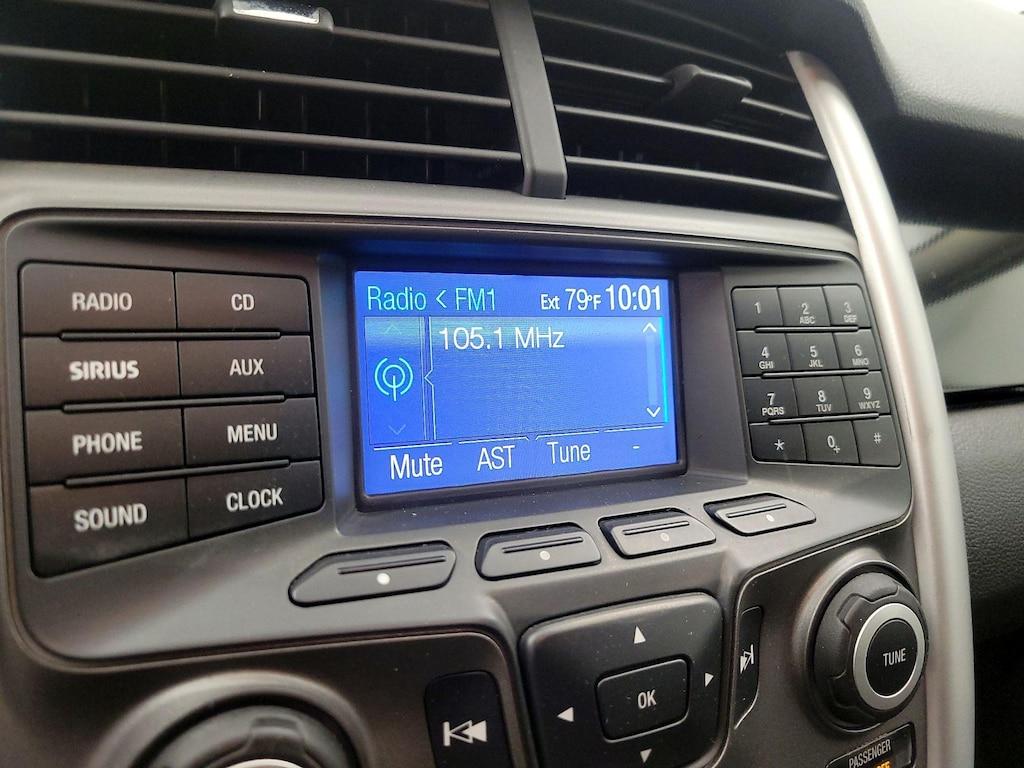 RADIO
CD
SIRIUS
AUX
PHONE
MENU
SOUND
CLOCK
Radio < FM1
Ext 79°F 10:01
105.1 MHz
Mute AST Tune -
1 2 ABC 3 DEF
4 GHI 5 JKL 6 MNO
7 PQRS 8 TUV 9 WXYZ
* 0+ #
OK
TUNE
PASSENGER